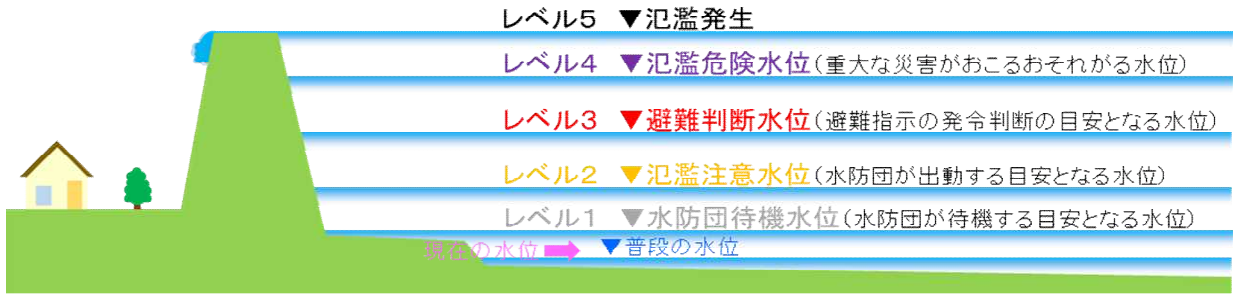 レベル5 ▼氾濫発生
レベル4 ▼氾濫危険水位(重大な災害がおこるおそれがる水位)
レベル3 ▼避難判断水位(避難指示の発令判断の目安となる水位)
レベル2 ▼氾濫注意水位(水防団が出動する目安となる水位)
レベル1 ▼水防団待機水位(水防団が待機する目安となる水位)
現在の水位 ▼普段の水位